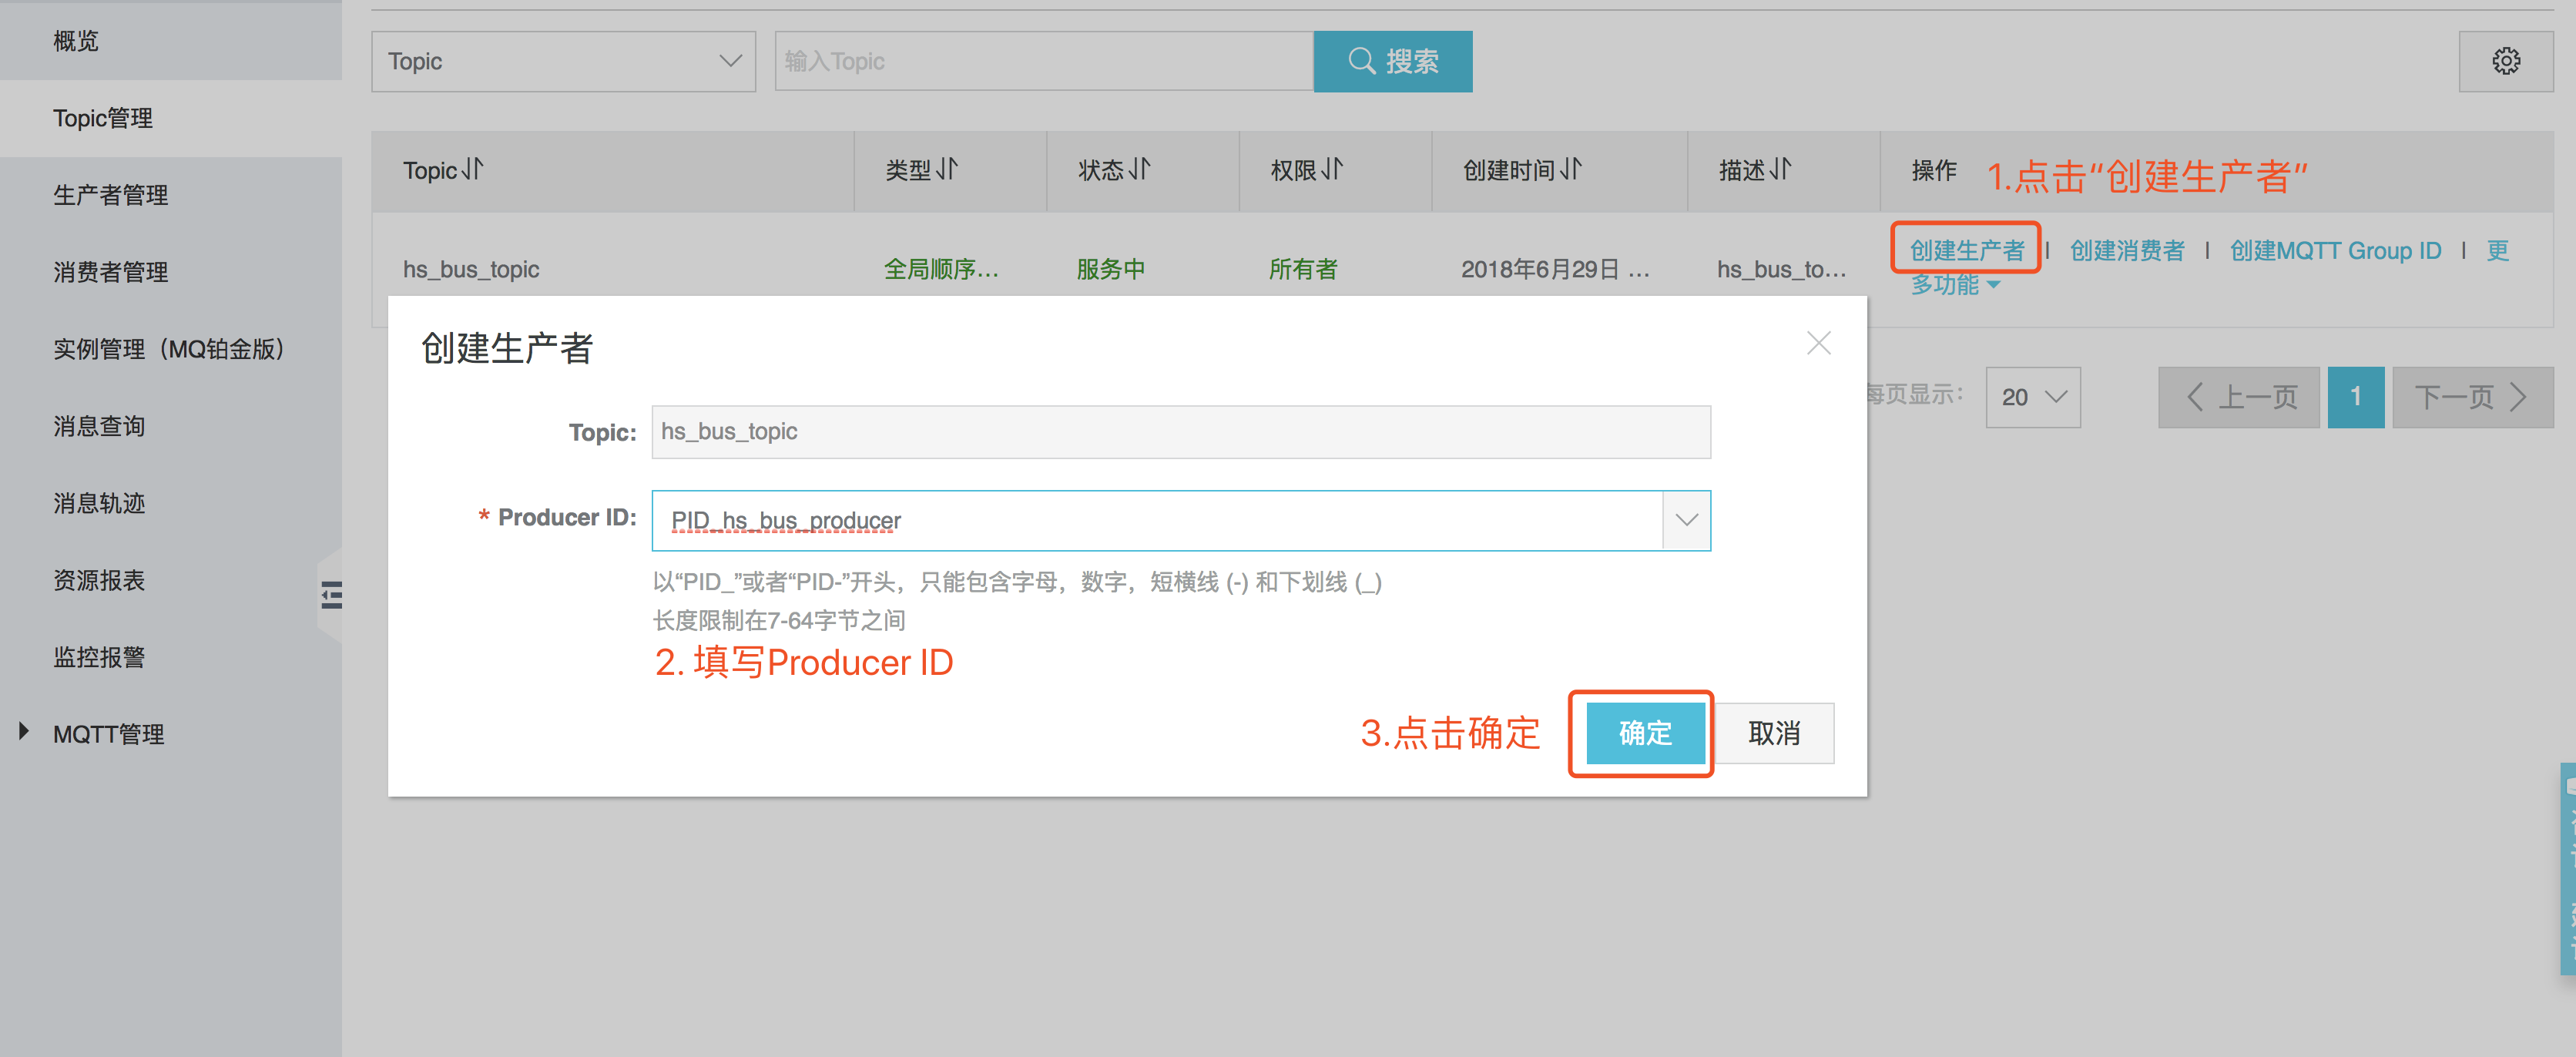 概览
Topic管理
生产者管理
消费者管理
实例管理（MQ铂金版）
消息查询
消息轨迹
资源报表
监控报警
MQTT管理
Topic
输入Topic
搜索
Topic 类型 状态 权限 创建时间 描述 操作
1.点击“创建生产者”
hs_bus_topic 全局顺序... 服务中 所有者 2018年6月29日 ... hs_bus_to...
创建生产者 | 创建消费者 | 创建MQTT Group ID | 更
多功能
每页显示： 20 上一页 1 下一页
创建生产者
Topic: hs_bus_topic
* Producer ID: PID_hs_bus_producer
以“PID_”或者“PID-”开头，只能包含字母，数字，短横线 (-) 和下划线 (_)
长度限制在7-64字节之间
2. 填写Producer ID
3.点击确定
确定 取消